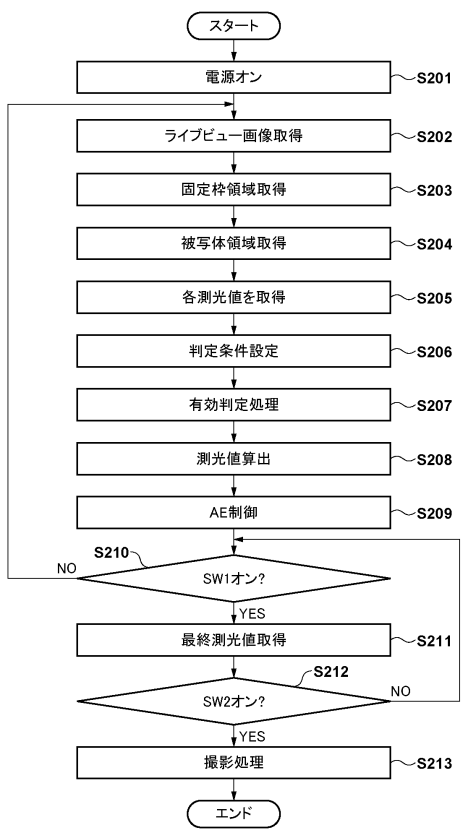 スタート
電源オン
S201
ライブビュー画像取得
S202
固定枠領域取得
S203
被写体領域取得
S204
各測光値を取得
S205
判定条件設定
S206
有効判定処理
S207
測光値算出
S208
AE制御
S209
S210
NO
SW1オン?
YES
最終測光値取得
S211
S212
SW2オン?
NO
YES
撮影処理
S213
エンド